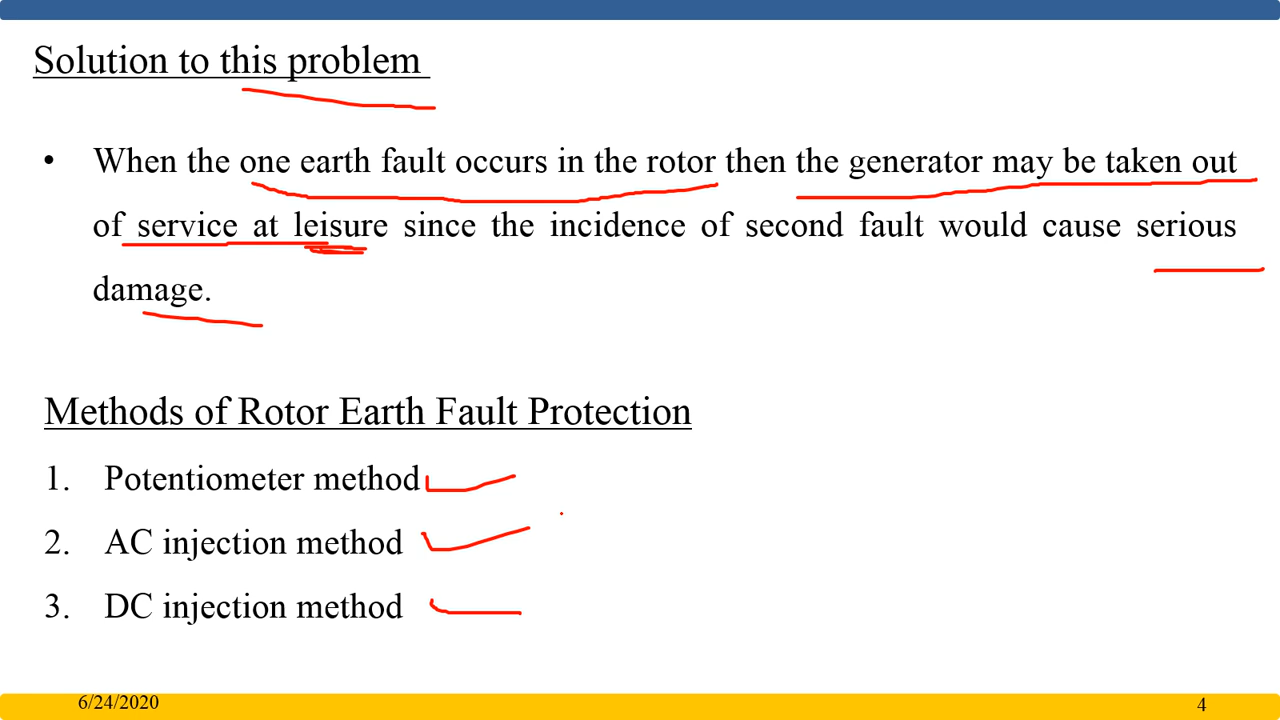 Solution to this problem
• When the one earth fault occurs in the rotor then the generator may be taken out
of service at leisure since the incidence of second fault would cause serious
damage.
Methods of Rotor Earth Fault Protection
1. Potentiometer method
2. AC injection method
3. DC injection method
6/24/2020
4